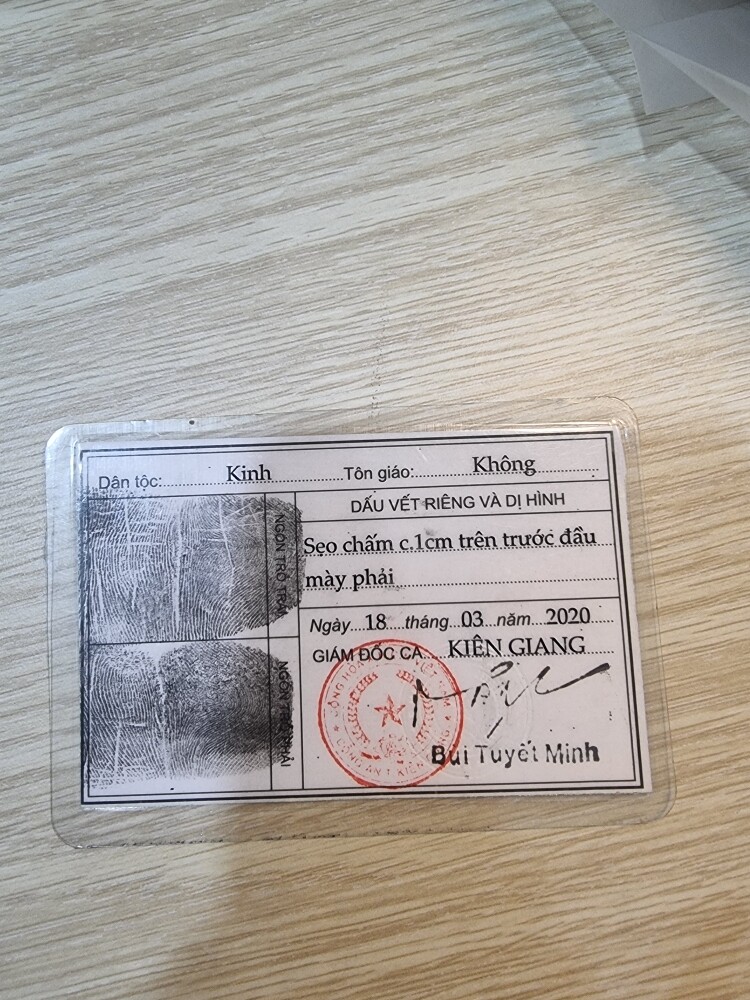 Dân tộc: Kinh Tôn giáo: Không
NGÓN TRỎ TRÁI
NGÓN TRỎ PHẢI
DẤU VẾT RIÊNG VÀ DỊ HÌNH
Sẹo chấm c.1cm trên trước đầu
mày phải
Ngày 18 tháng 03 năm 2020
GIÁM ĐỐC CA KIÊN GIANG
Bùi Tuyết Minh